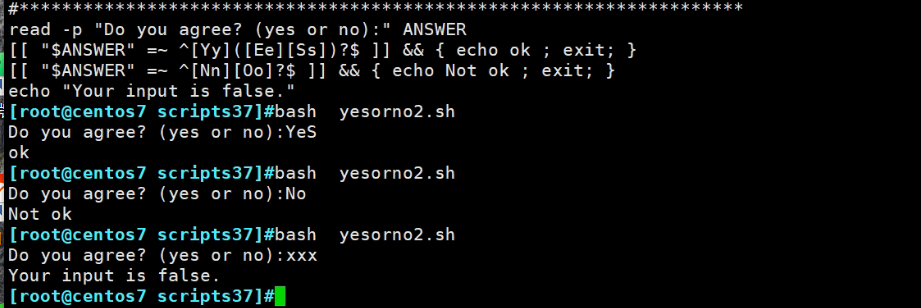 #**********************************************************************
read -p "Do you agree? (yes or no):" ANSWER
[[ "$ANSWER" =~ ^[Yy]([Ee][Ss])?$ ]] && { echo ok ; exit; }
[[ "$ANSWER" =~ ^[Nn][Oo]?$ ]] && { echo Not ok ; exit; }
echo "Your input is false."
[root@centos7 scripts37]#bash  yesorno2.sh
Do you agree? (yes or no):YeS
ok
[root@centos7 scripts37]#bash  yesorno2.sh
Do you agree? (yes or no):No
Not ok
[root@centos7 scripts37]#bash  yesorno2.sh
Do you agree? (yes or no):xxx
Your input is false.
[root@centos7 scripts37]#